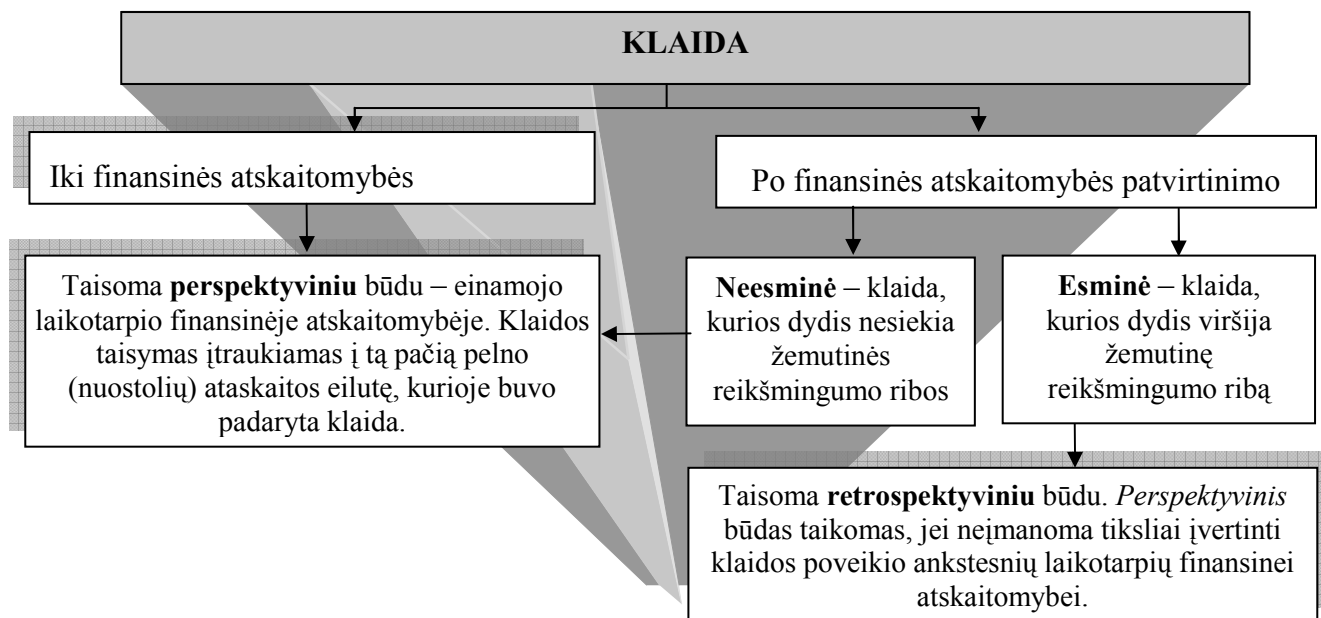 KLAIDA
Iki finansinės atskaitomybės
Po finansinės atskaitomybės patvirtinimo
Taisoma perspektyviniu būdu – einamojo
laikotarpio finansinėje atskaitomybėje. Klaidos
taisymas įtraukiamas į tą pačią pelno
(nuostolių) ataskaitos eilutę, kurioje buvo
padaryta klaida.
Neesminė – klaida,
kurios dydis nesiekia
žemutinės
reikšmingumo ribos
Esminė – klaida,
kurios dydis viršija
žemutinę
reikšmingumo ribą
Taisoma retrospektyviniu būdu. Perspektyvinis
būdas taikomas, jei neįmanoma tiksliai įvertinti
klaidos poveikio ankstesnių laikotarpių finansinei
atskaitomybei.